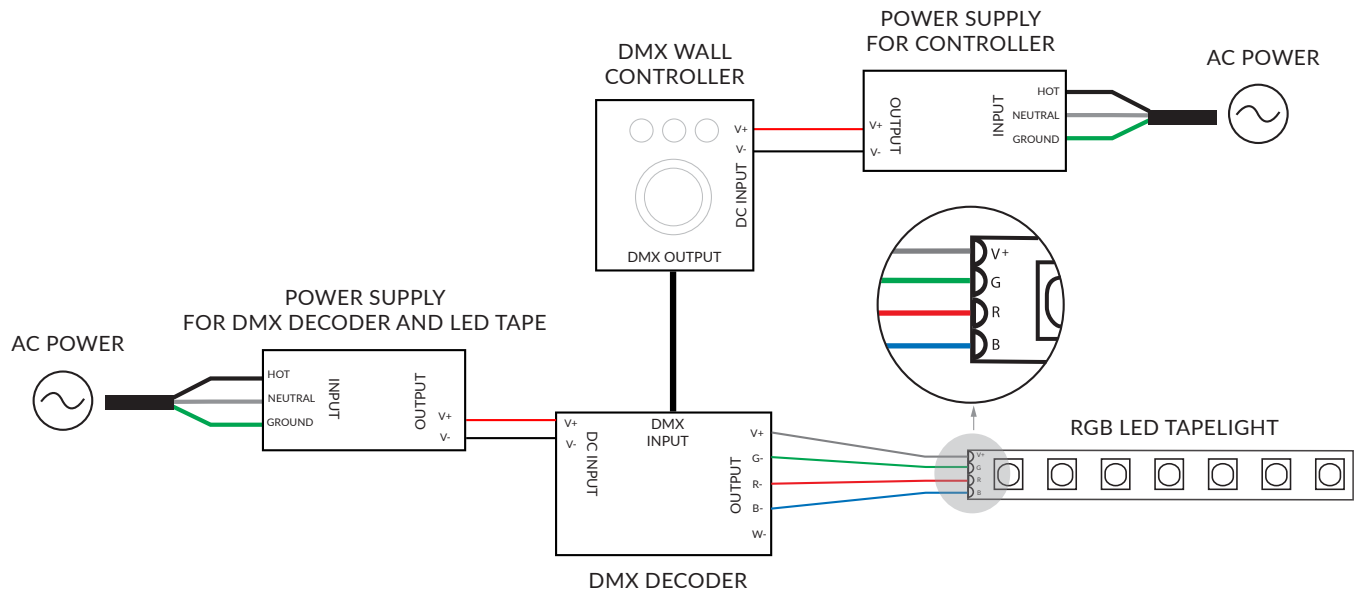 POWER SUPPLY
FOR CONTROLLER
AC POWER
DMX WALL
CONTROLLER
V+
V-
DC INPUT
DMX OUTPUT
V+
V-
OUTPUT
INPUT
HOT
NEUTRAL
GROUND
V+
G
R
B
POWER SUPPLY
FOR DMX DECODER AND LED TAPE
AC POWER
HOT
NEUTRAL
GROUND
INPUT
OUTPUT
V+
V-
V+
V-
DC INPUT
DMX
INPUT
OUTPUT
V+
G-
R-
B-
W-
DMX DECODER
RGB LED TAPELIGHT
V+
G
R
B